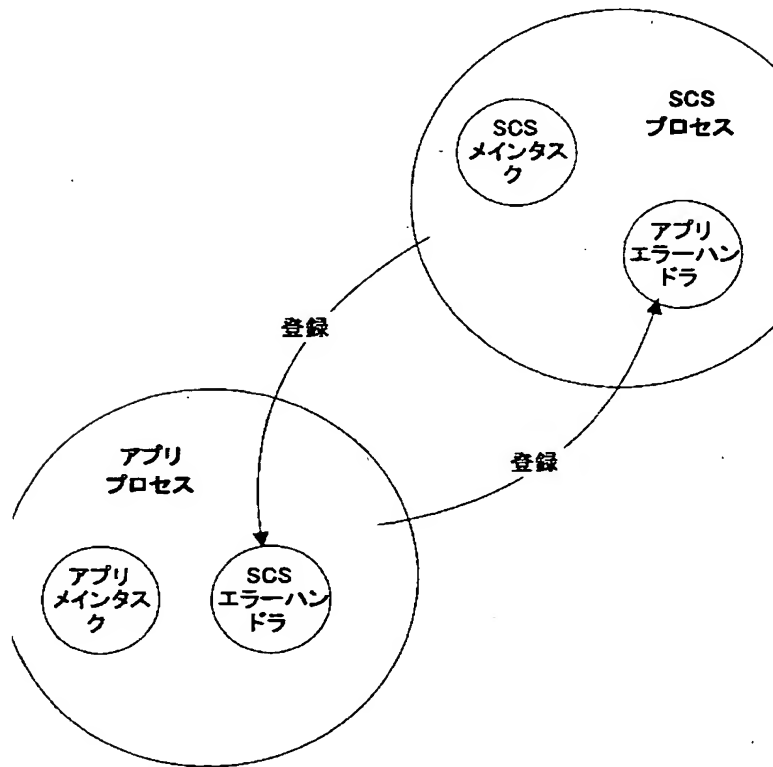 SCS
プロセス
SCS
メインタス
ク
アプリ
エラーハン
ドラ
登録
登録
アプリ
プロセス
アプリ
メインタス
ク
SCS
エラーハン
ドラ